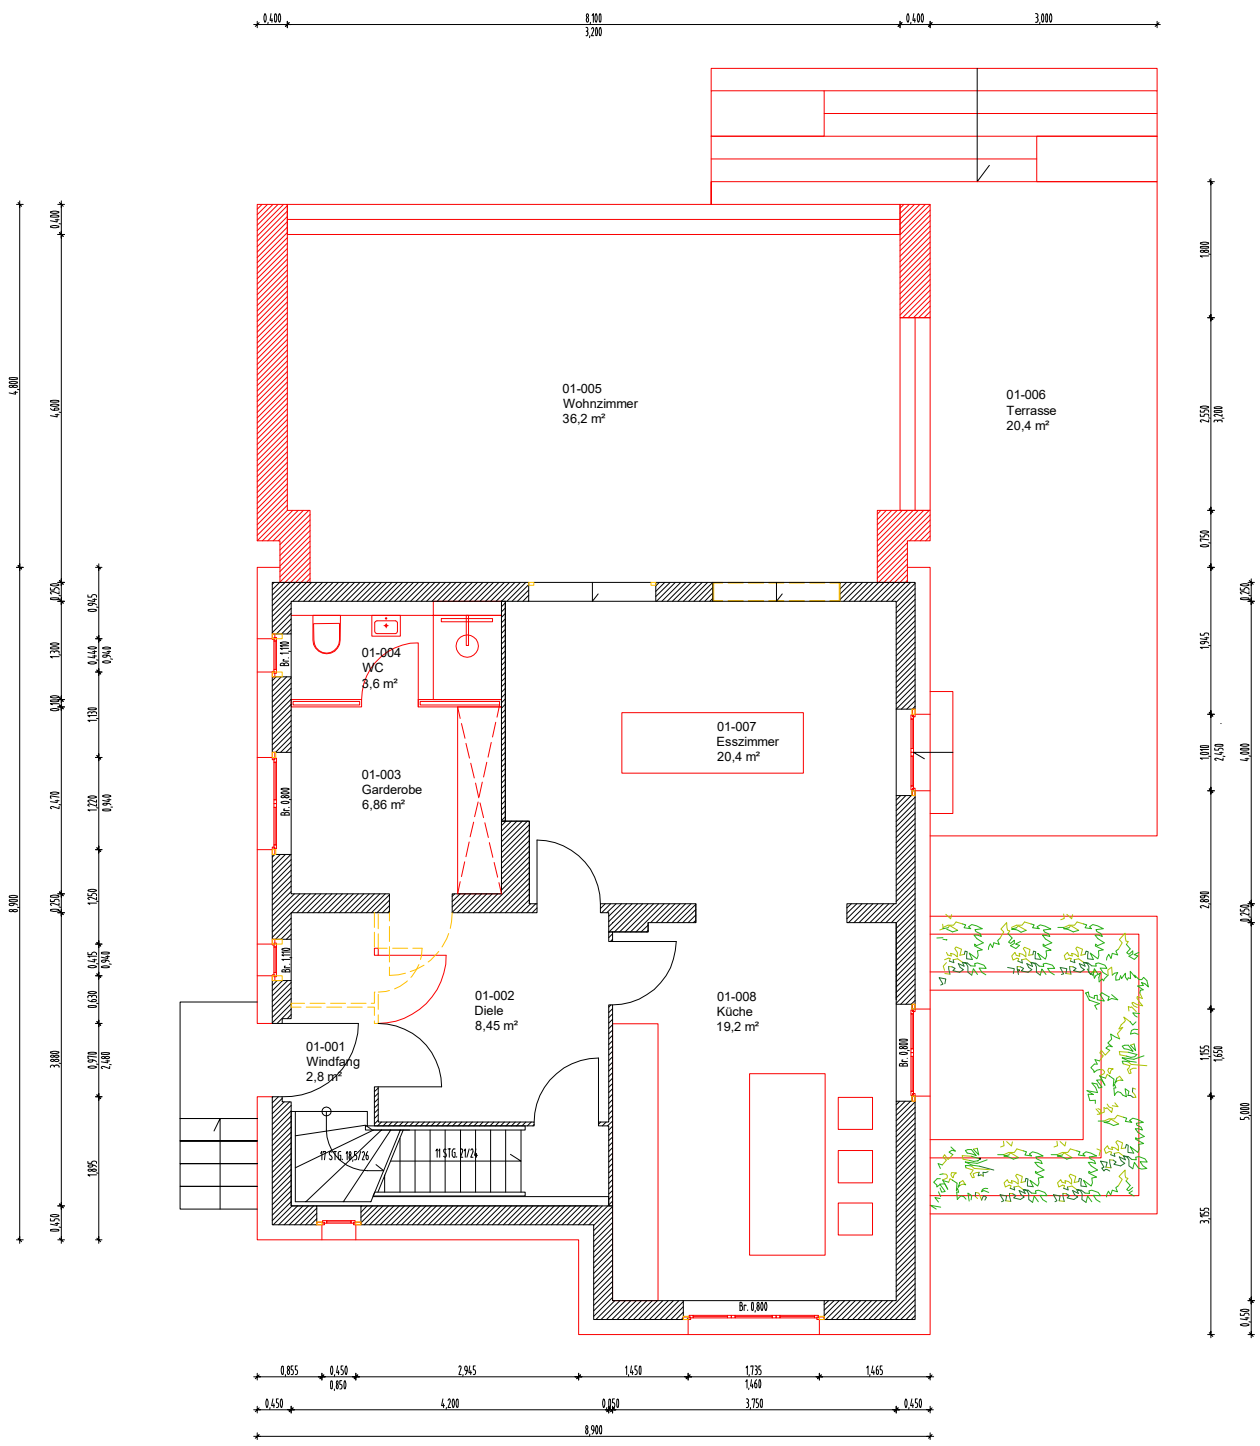 0,400
8,100
3,200
0,400
3,000
0,400
4,800
4,600
1,800
2,550
3,200
0,750
01-005
Wohnzimmer
36,2 m²
01-006
Terrasse
20,4 m²
0,250
0,945
1,300
0,440
0,940
0,100
1,130
2,470
1,220
0,940
8,900
0,250
1,250
0,415
0,940
0,630
3,880
0,970
2,480
1,895
0,450
Br. 1,110
01-004
WC
3,6 m²
Br. 0,800
01-003
Garderobe
6,86 m²
01-007
Esszimmer
20,4 m²
0,250
1,945
4,000
1,010
2,450
2,890
0,250
Br. 1,110
01-002
Diele
8,45 m²
01-008
Küche
19,2 m²
Br. 0,800
01-001
Windfang
2,8 m²
17 STG. 18,5/26
11 STG. 21/24
1,155
1,650
5,000
3,155
0,450
Br. 0,800
0,855
0,450
0,850
2,945
1,450
1,735
1,460
1,465
0,450
4,200
0,050
3,750
0,450
8,900